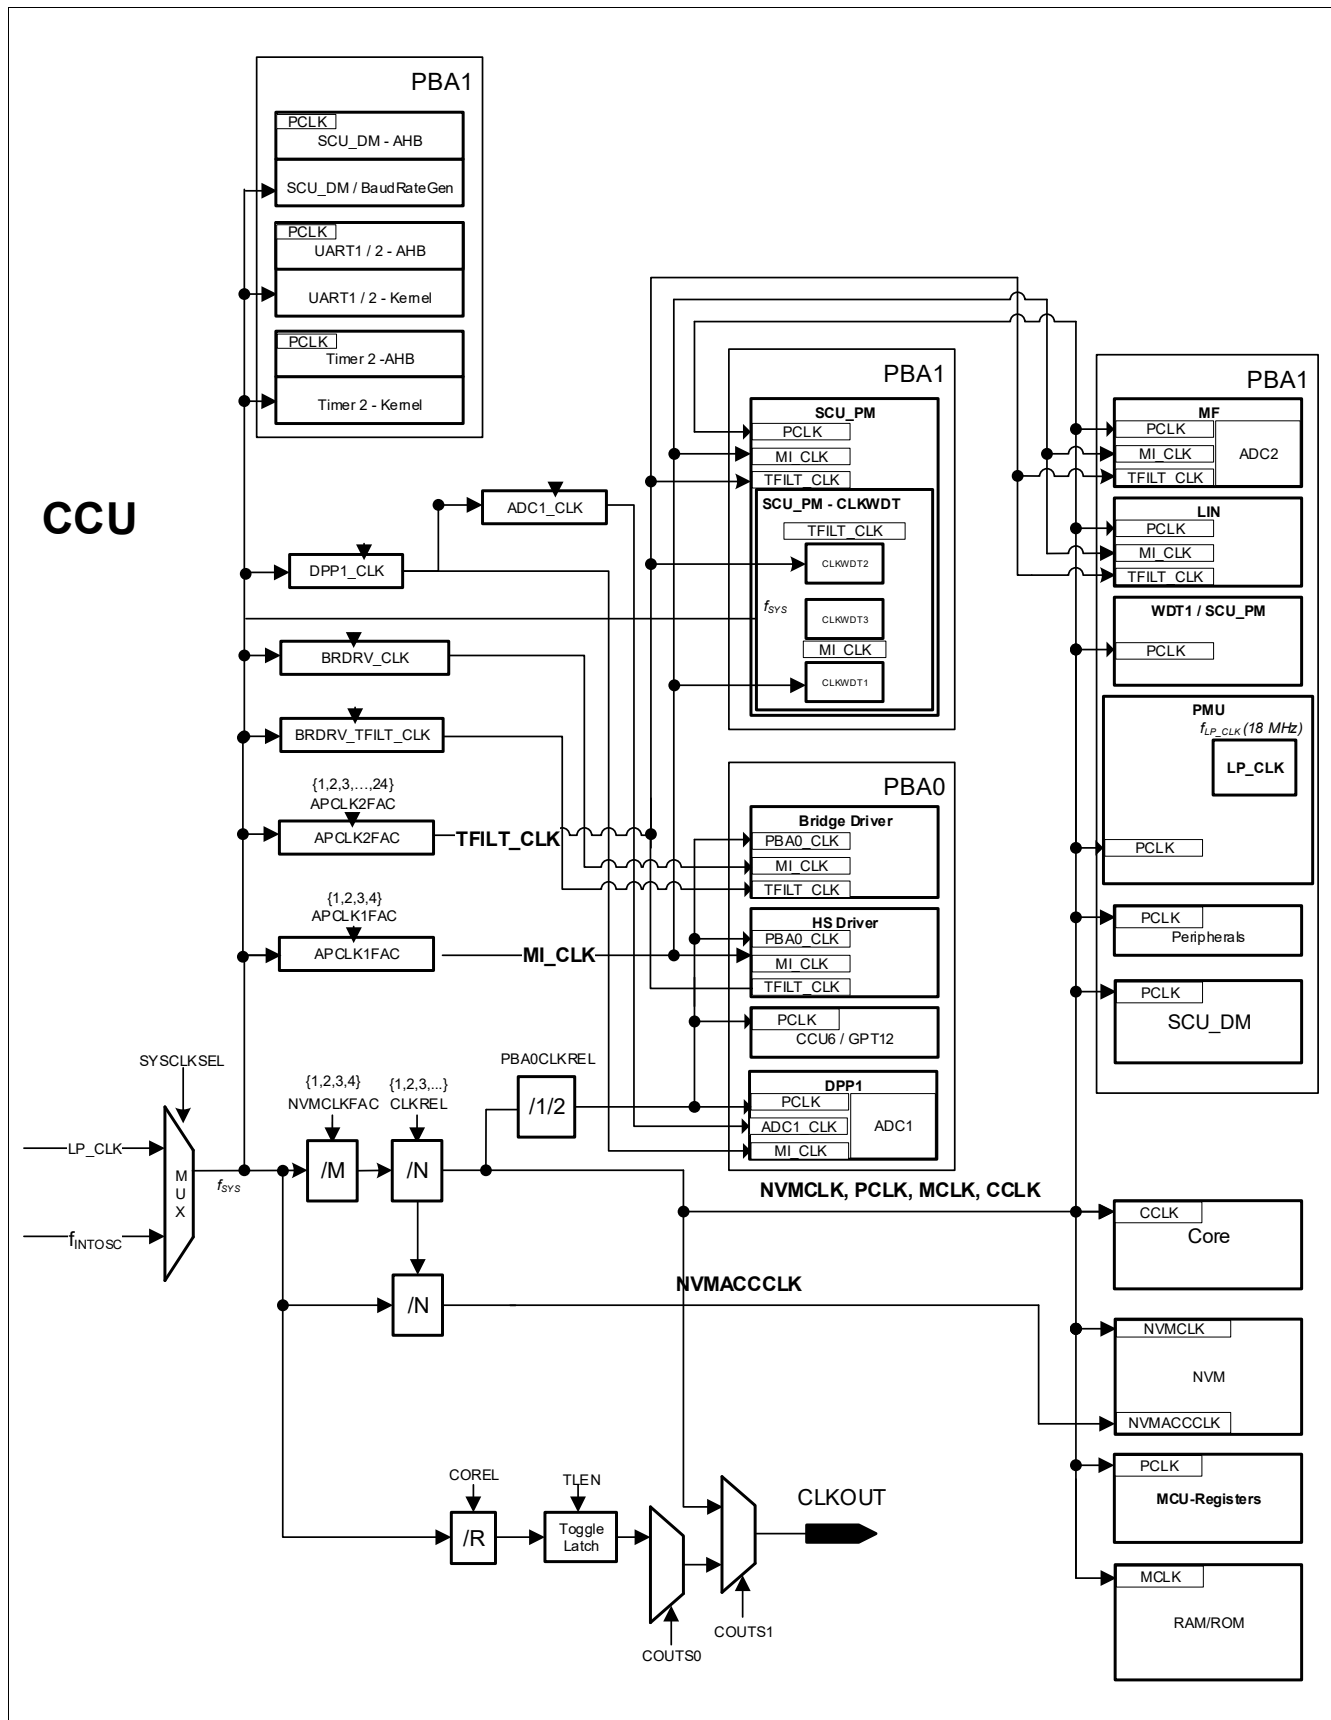 PBA1
PCLK
SCU_DM - AHB
SCU_DM / BaudRateGen
PCLK
UART1 / 2 - AHB
UART1 / 2 - Kernel
PCLK
Timer 2 -AHB
Timer 2 - Kernel
CCU
ADC1_CLK
DPP1_CLK
BRDRV_CLK
BRDRV_TFILT_CLK
{1,2,3,...,24}
APCLK2FAC
APCLK2FAC
TFILT_CLK
{1,2,3,4}
APCLK1FAC
APCLK1FAC
MI_CLK
PBA1
SCU_PM
PCLK
MI_CLK
TFILT_CLK
SCU_PM - CLKWDT
TFILT_CLK
CLKWDT2
fSYS
CLKWDT3
MI_CLK
CLKWDT1
PBA0
Bridge Driver
PBA0_CLK
MI_CLK
TFILT_CLK
HS Driver
PBA0_CLK
MI_CLK
TFILT_CLK
PCLK
CCU6 / GPT12
DPP1
PCLK
ADC1_CLK
MI_CLK
ADC1
PBA1
MF
PCLK
MI_CLK
TFILT_CLK
ADC2
LIN
PCLK
MI_CLK
TFILT_CLK
WDT1 / SCU_PM
PCLK
PMU
fLP_CLK (18 MHz)
LP_CLK
PCLK
PCLK
Peripherals
PCLK
SCU_DM
SYSCLKSEL
LP_CLK
fINTOSC
MUX
fSYS
{1,2,3,4}
NVMCLKFAC
/M
{1,2,3,...}
CLKREL
/N
PBA0CLKREL
/1/2
NVMCLK, PCLK, MCLK, CCLK
/N
NVMACCCLK
CCLK
Core
NVMCLK
NVM
NVMACCCLK
PCLK
MCU-Registers
MCLK
RAM/ROM
COREL
/R
TLEN
Toggle
Latch
COUTS0
COUTS1
CLKOUT